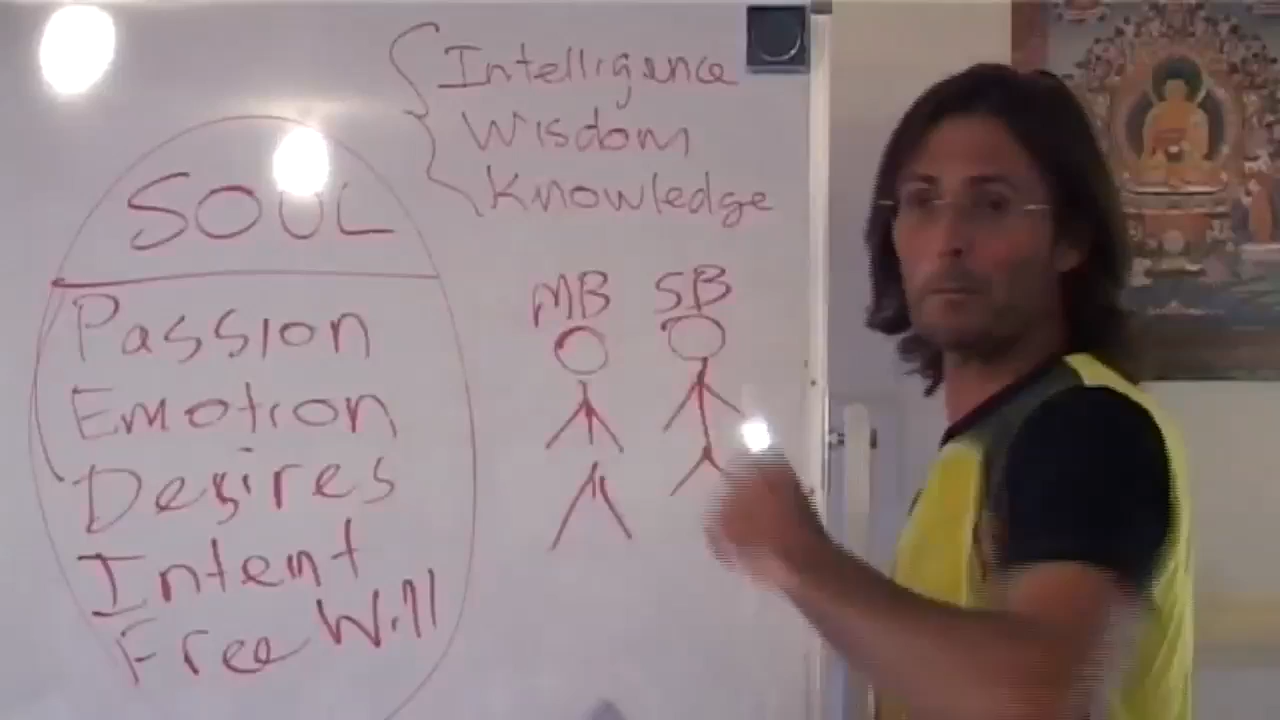 Intelligence
Wisdom
Knowledge
SOUL
Passion
Emotion
Desires
Intent
Free Will
MB SB